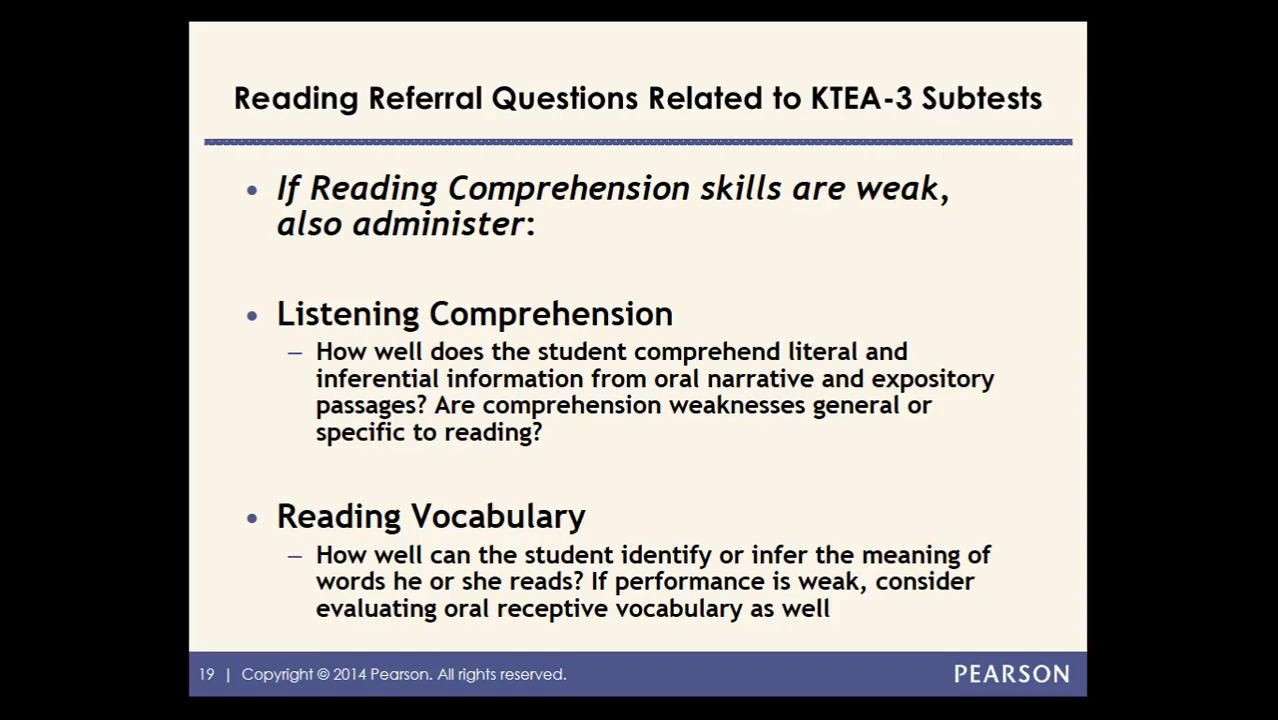 Reading Referral Questions Related to KTEA-3 Subtests
• If Reading Comprehension skills are weak,
also administer:
• Listening Comprehension
– How well does the student comprehend literal and
inferential information from oral narrative and expository
passages? Are comprehension weaknesses general or
specific to reading?
• Reading Vocabulary
– How well can the student identify or infer the meaning of
words he or she reads? If performance is weak, consider
evaluating oral receptive vocabulary as well
19 | Copyright © 2014 Pearson. All rights reserved.
PEARSON